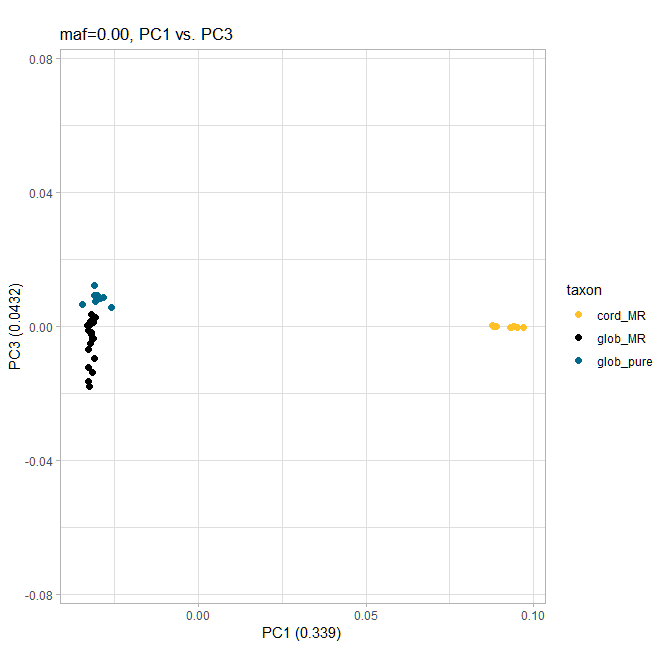 maf=0.00, PC1 vs. PC3
0.08
0.04
0.00
-0.04
-0.08
PC3 (0.0432)
0.00
0.05
0.10
PC1 (0.339)
taxon
cord_MR
glob_MR
glob_pure